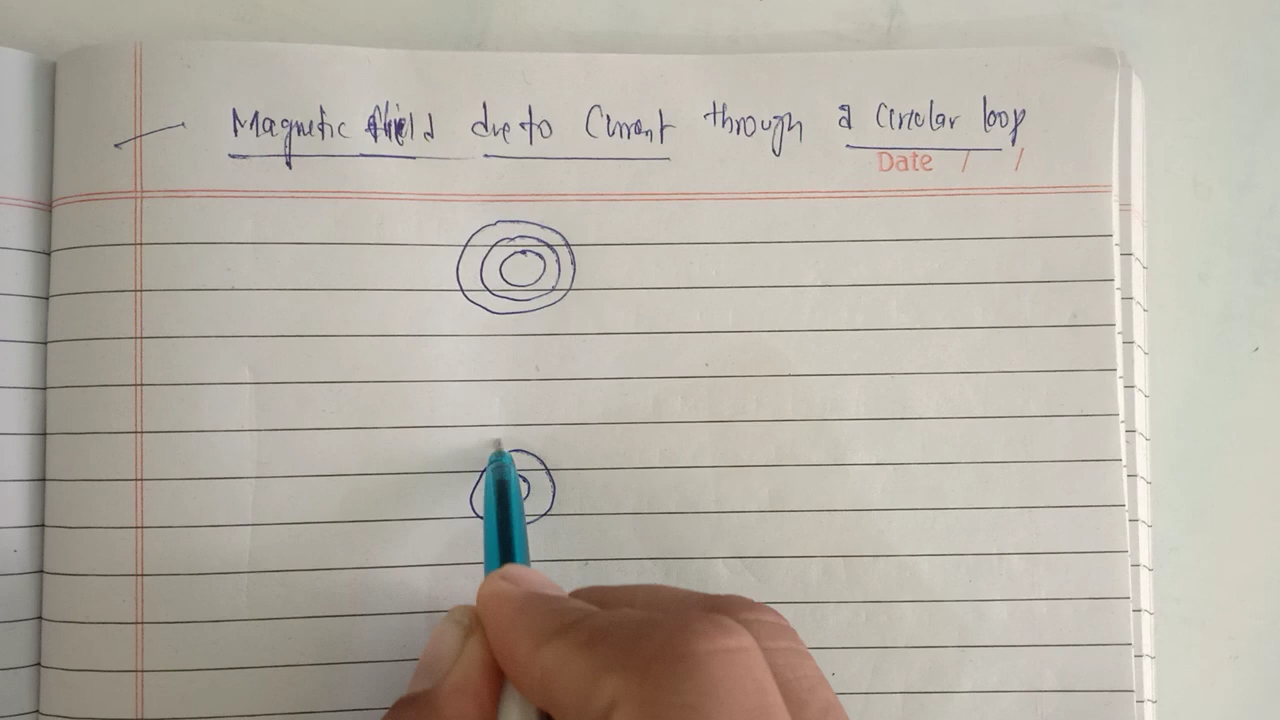 Magnetic field due to Current through a circular loop
Date / /